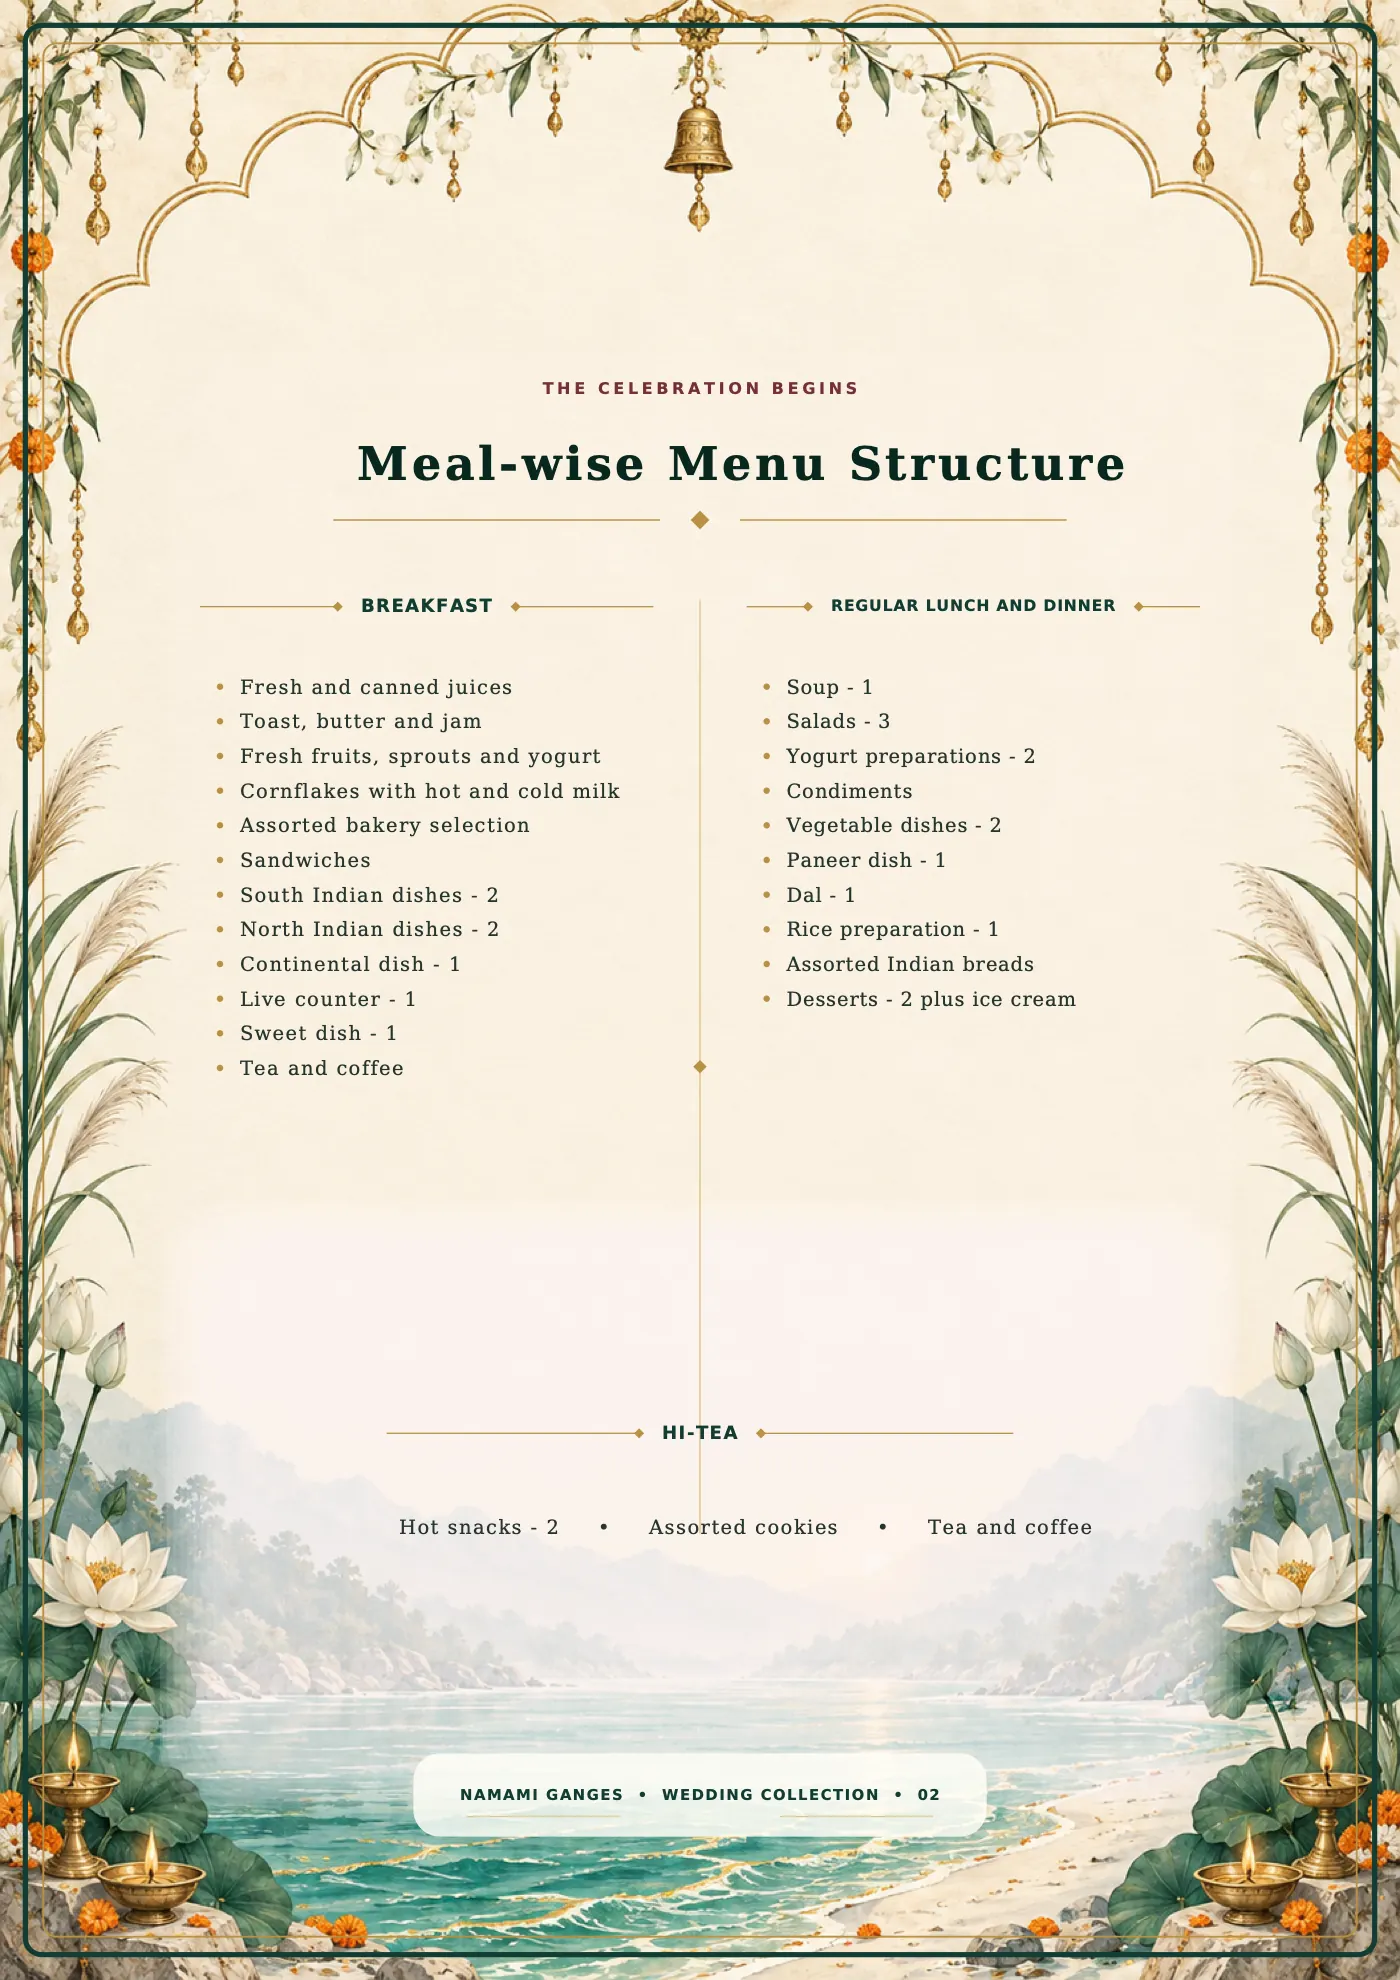 THE CELEBRATION BEGINS
Meal-wise Menu Structure
BREAKFAST
• Fresh and canned juices
• Toast, butter and jam
• Fresh fruits, sprouts and yogurt
• Cornflakes with hot and cold milk
• Assorted bakery selection
• Sandwiches
• South Indian dishes - 2
• North Indian dishes - 2
• Continental dish - 1
• Live counter - 1
• Sweet dish - 1
• Tea and coffee
REGULAR LUNCH AND DINNER
• Soup - 1
• Salads - 3
• Yogurt preparations - 2
• Condiments
• Vegetable dishes - 2
• Paneer dish - 1
• Dal - 1
• Rice preparation - 1
• Assorted Indian breads
• Desserts - 2 plus ice cream
HI-TEA
Hot snacks - 2 • Assorted cookies • Tea and coffee
NAMAMI GANGES • WEDDING COLLECTION • 02